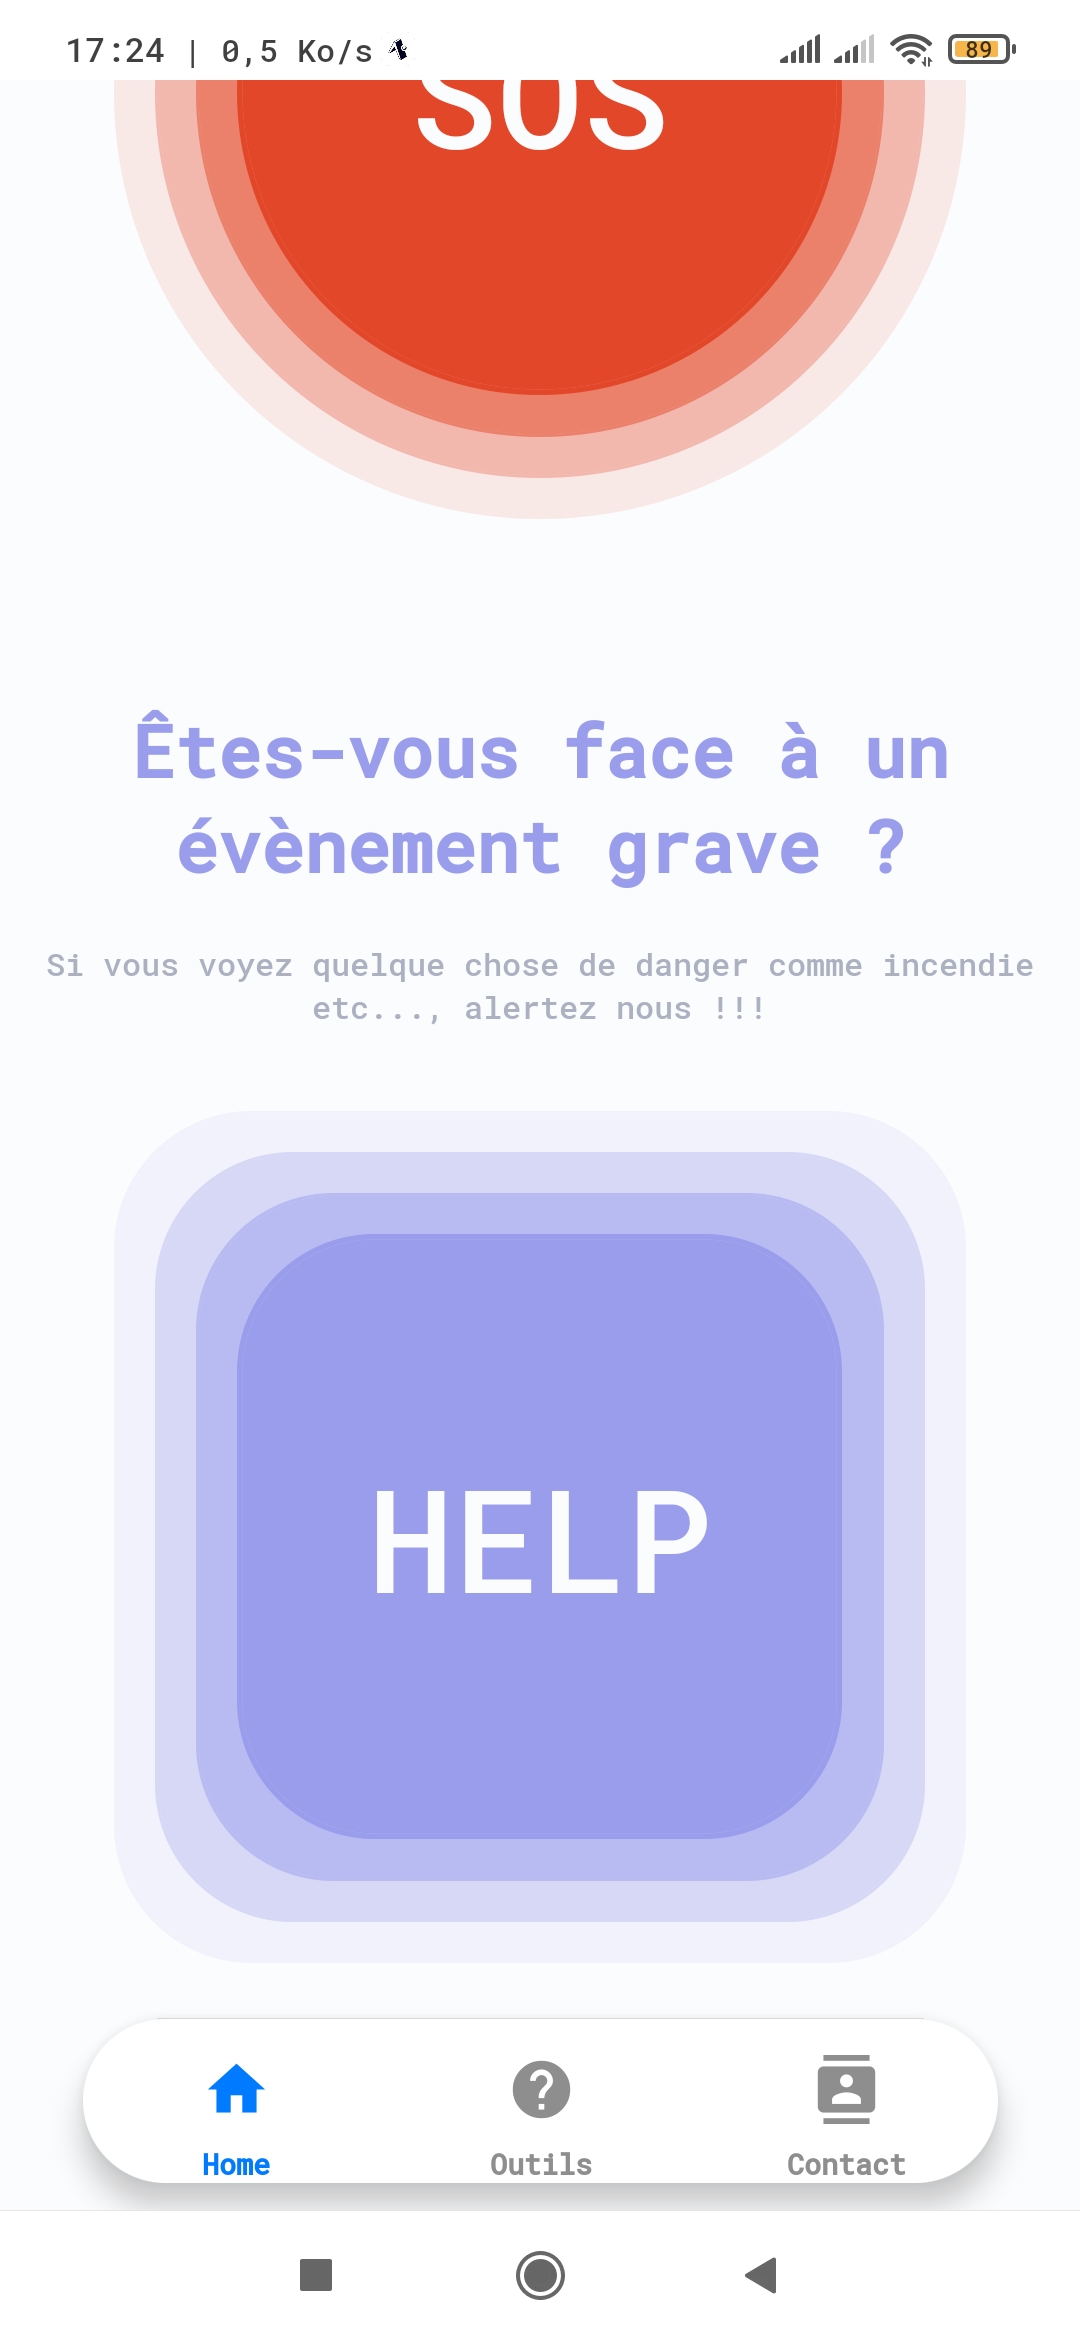 17:24 | 0,5 Ko/s
89
SOS
Êtes-vous face à un
évènement grave ?
Si vous voyez quelque chose de danger comme incendie
etc..., alertez nous !!!
HELP
Home Outils Contact